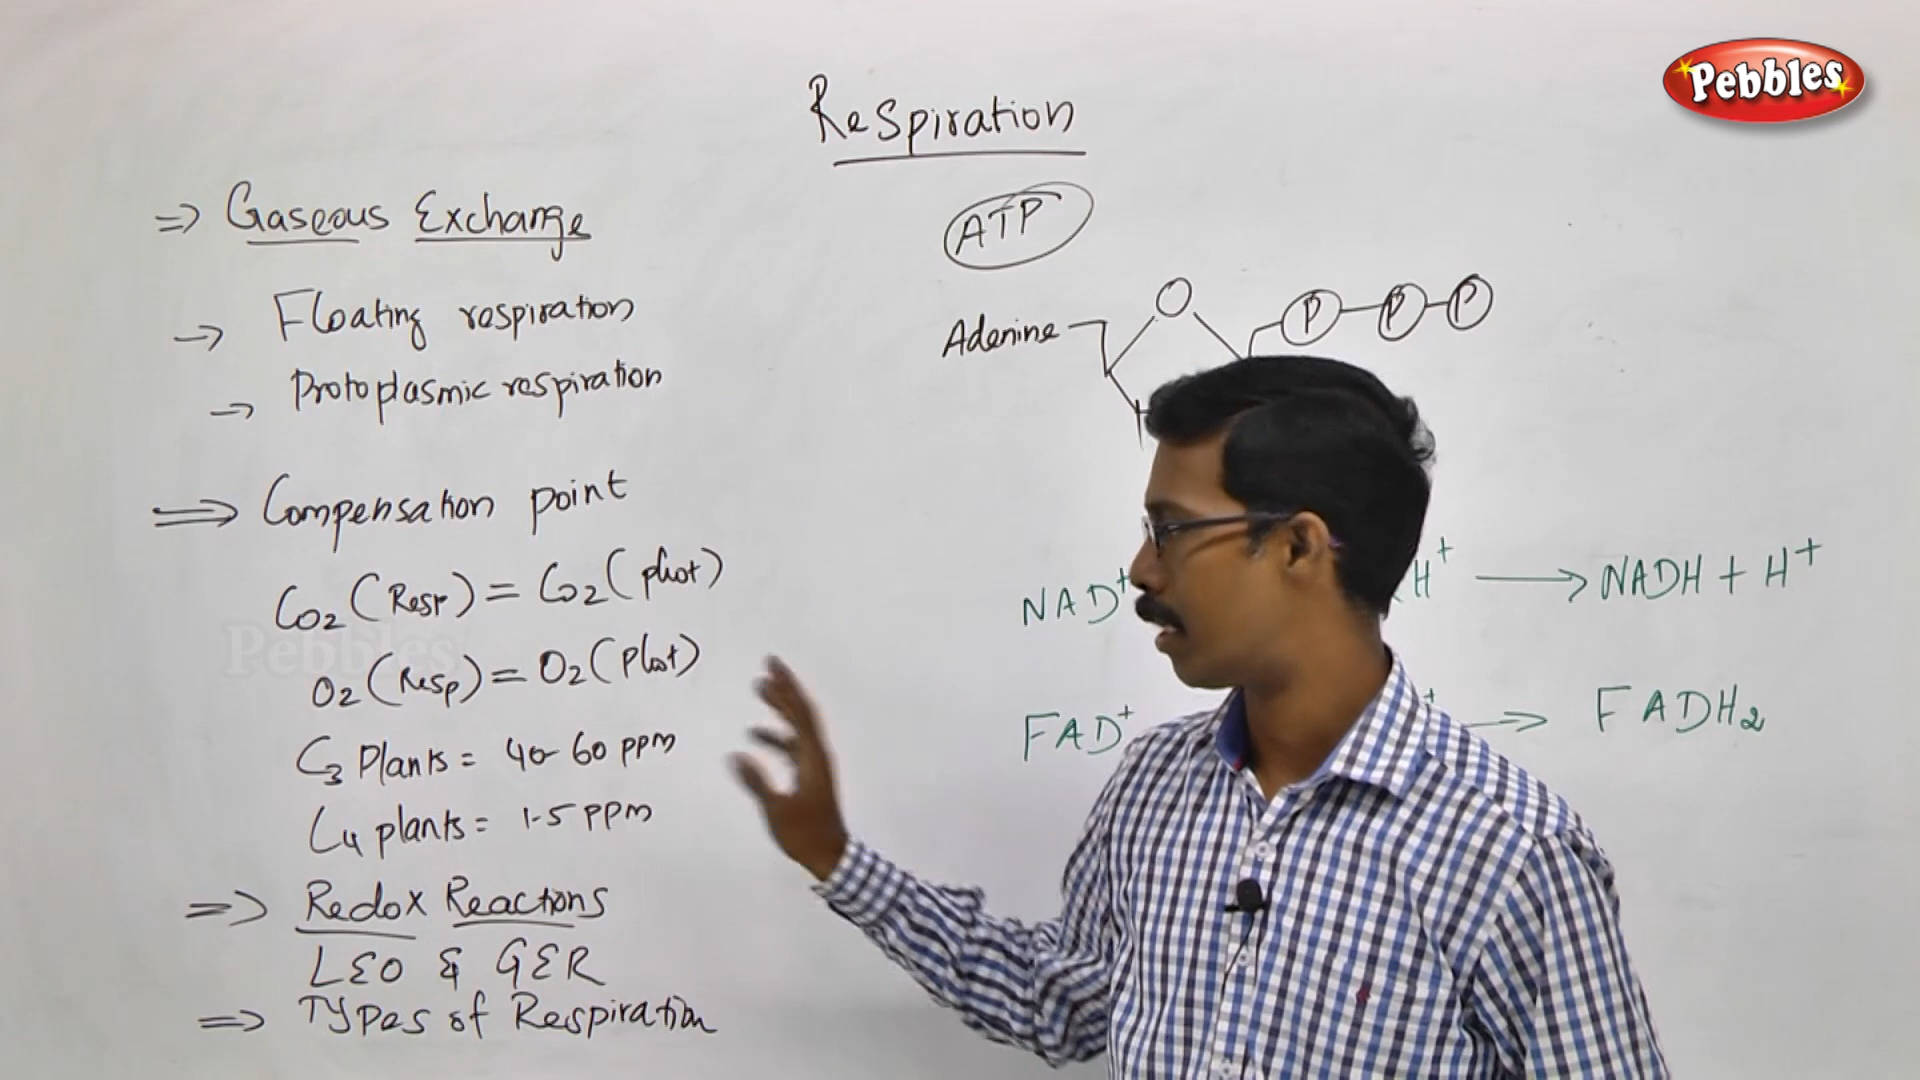 Pebbles
Respiration
⇒ Gaseous Exchange
→ Floating respiration
→ Protoplasmic respiration
⇒ Compensation point
CO2 (Resp) = CO2 (phot)
O2 (Resp) = O2 (phot)
C3 Plants = 40-60 ppm
C4 plants = 1-5 ppm
⇒ Redox Reactions
LEO & GER
⇒ Types of Respiration
ATP
Adenine
O
P P P
NAD+ H+ → NADH + H+
FAD+ + → FADH2
Pebbles